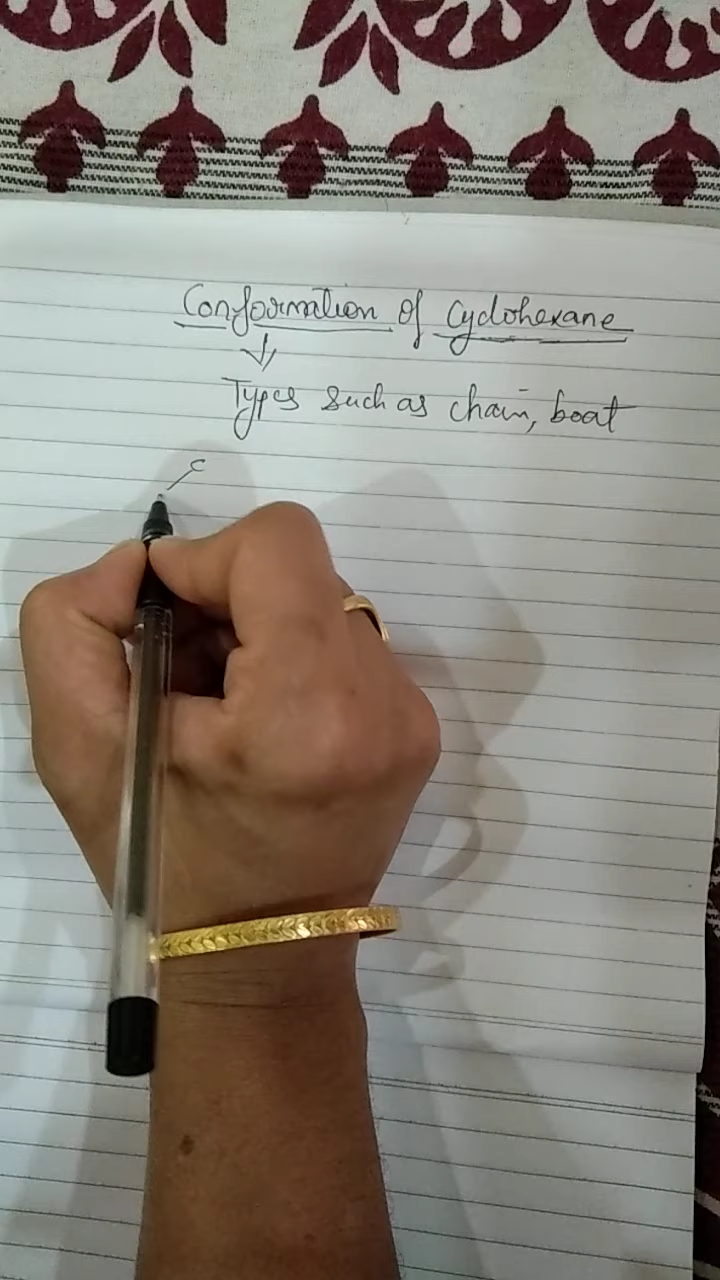 Conformation of Cyclohexane
Types such as chain, boat
C